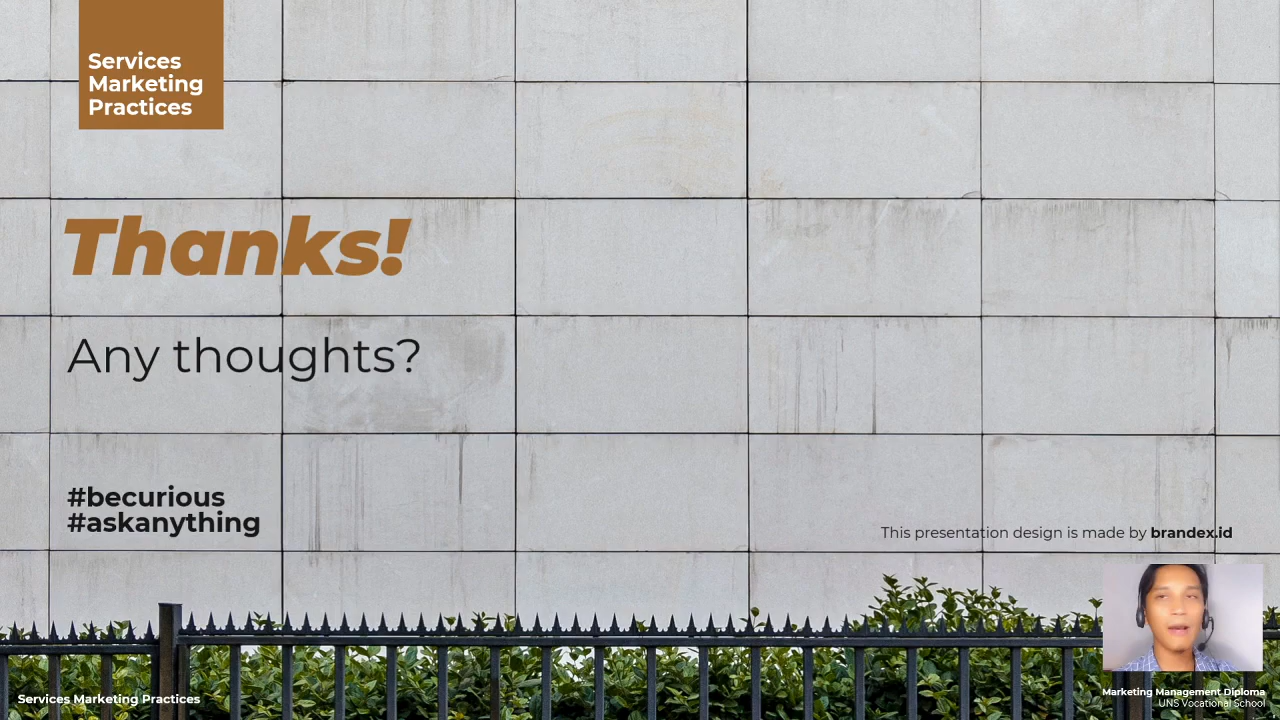 Services
Marketing
Practices
Thanks!
Any thoughts?
#becurious
#askanything
This presentation design is made by brandex.id
Services Marketing Practices
Marketing Management Diploma
UNS Vocational School